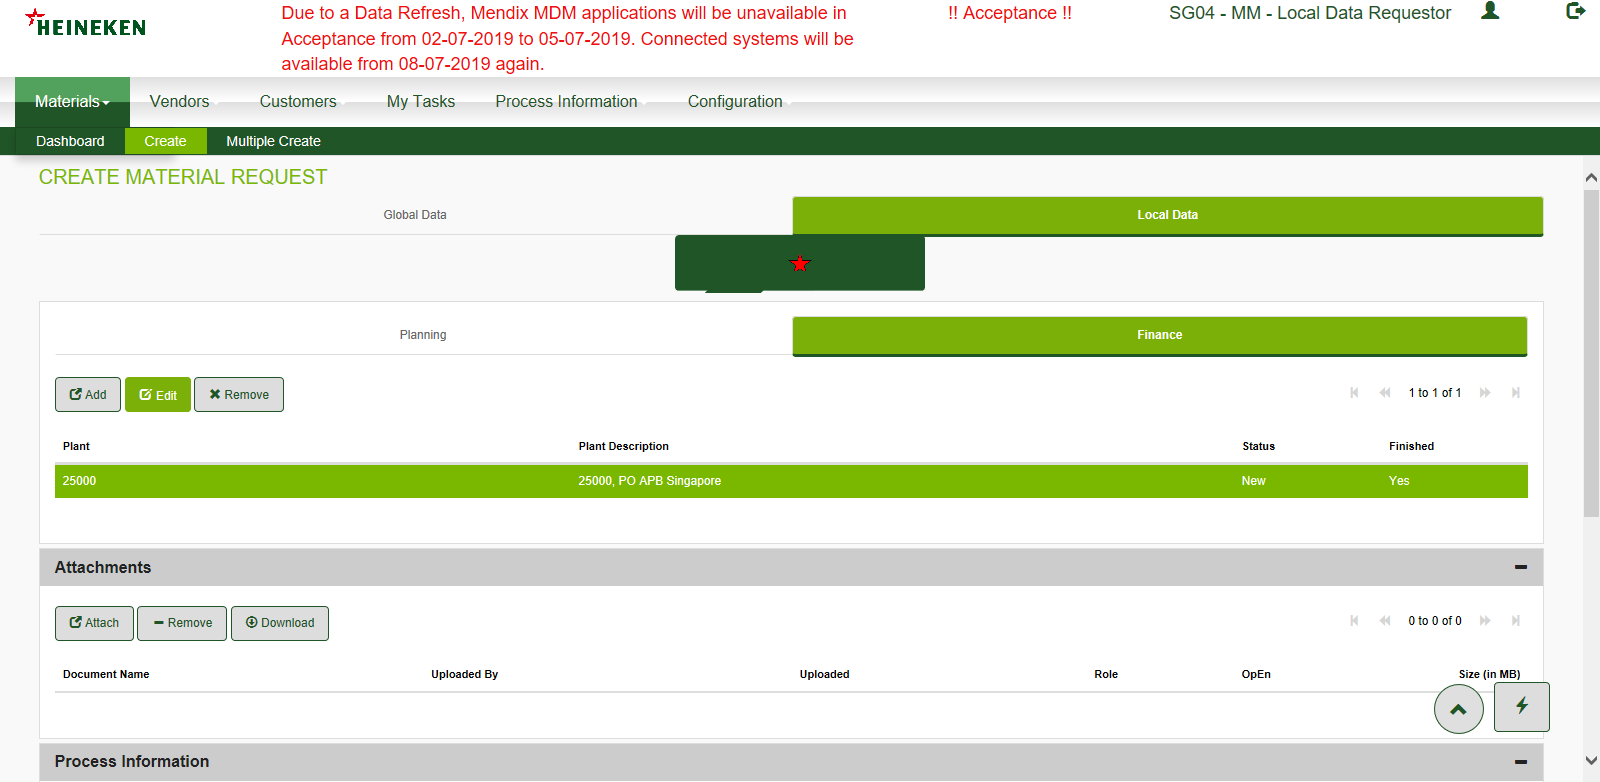 HEINEKEN
Due to a Data Refresh, Mendix MDM applications will be unavailable in
Acceptance from 02-07-2019 to 05-07-2019. Connected systems will be
available from 08-07-2019 again.
!! Acceptance !!
SG04 - MM - Local Data Requestor
Materials
Vendors
Customers
My Tasks
Process Information
Configuration
Dashboard
Create
Multiple Create
CREATE MATERIAL REQUEST
Global Data
Local Data
Planning
Finance
Add
Edit
Remove
1 to 1 of 1
Plant
Plant Description
Status
Finished
25000
25000, PO APB Singapore
New
Yes
Attachments
Attach
Remove
Download
0 to 0 of 0
Document Name
Uploaded By
Uploaded
Role
OpEn
Size (in MB)
Process Information